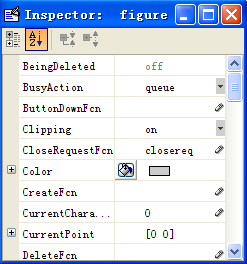 Inspector: figure
A
Z
BeingDeleted off
BusyAction queue
ButtonDownFcn
Clipping on
CloseRequestFcn closereq
Color
CreateFcn
CurrentChara... 0
CurrentPoint [0 0]
DeleteFcn